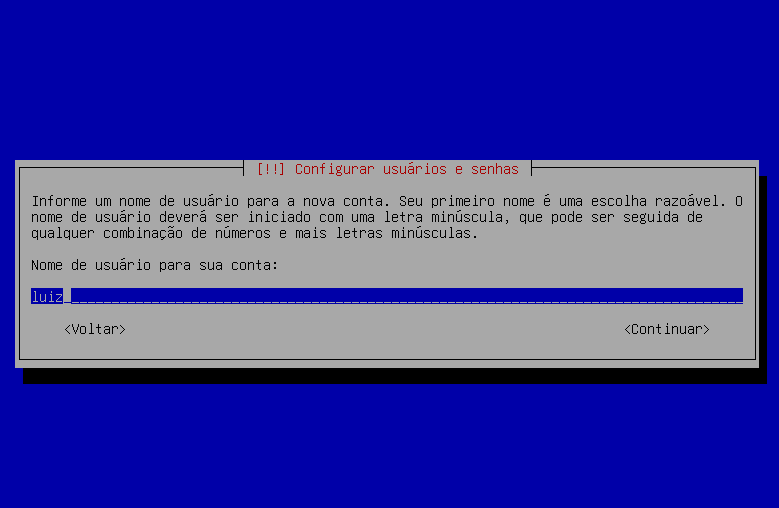 [!!] Configurar usuários e senhas
Informe um nome de usuário para a nova conta. Seu primeiro nome é uma escolha razoável. O
nome de usuário deverá ser iniciado com uma letra minúscula, que pode ser seguida de
qualquer combinação de números e mais letras minúsculas.
Nome de usuário para sua conta:
luiz
<Voltar> <Continuar>